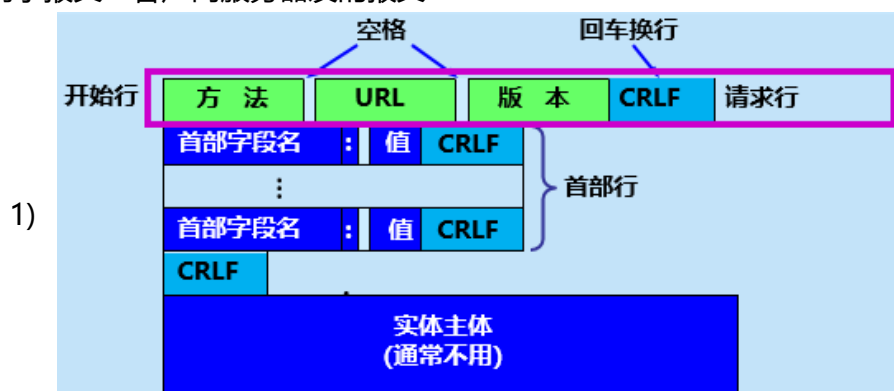 空格 回车换行
开始行 方 法 URL 版 本 CRLF 请求行
首部字段名 : 值 CRLF
⋮ 首部行
1)
首部字段名 : 值 CRLF
CRLF
实体主体
(通常不用)